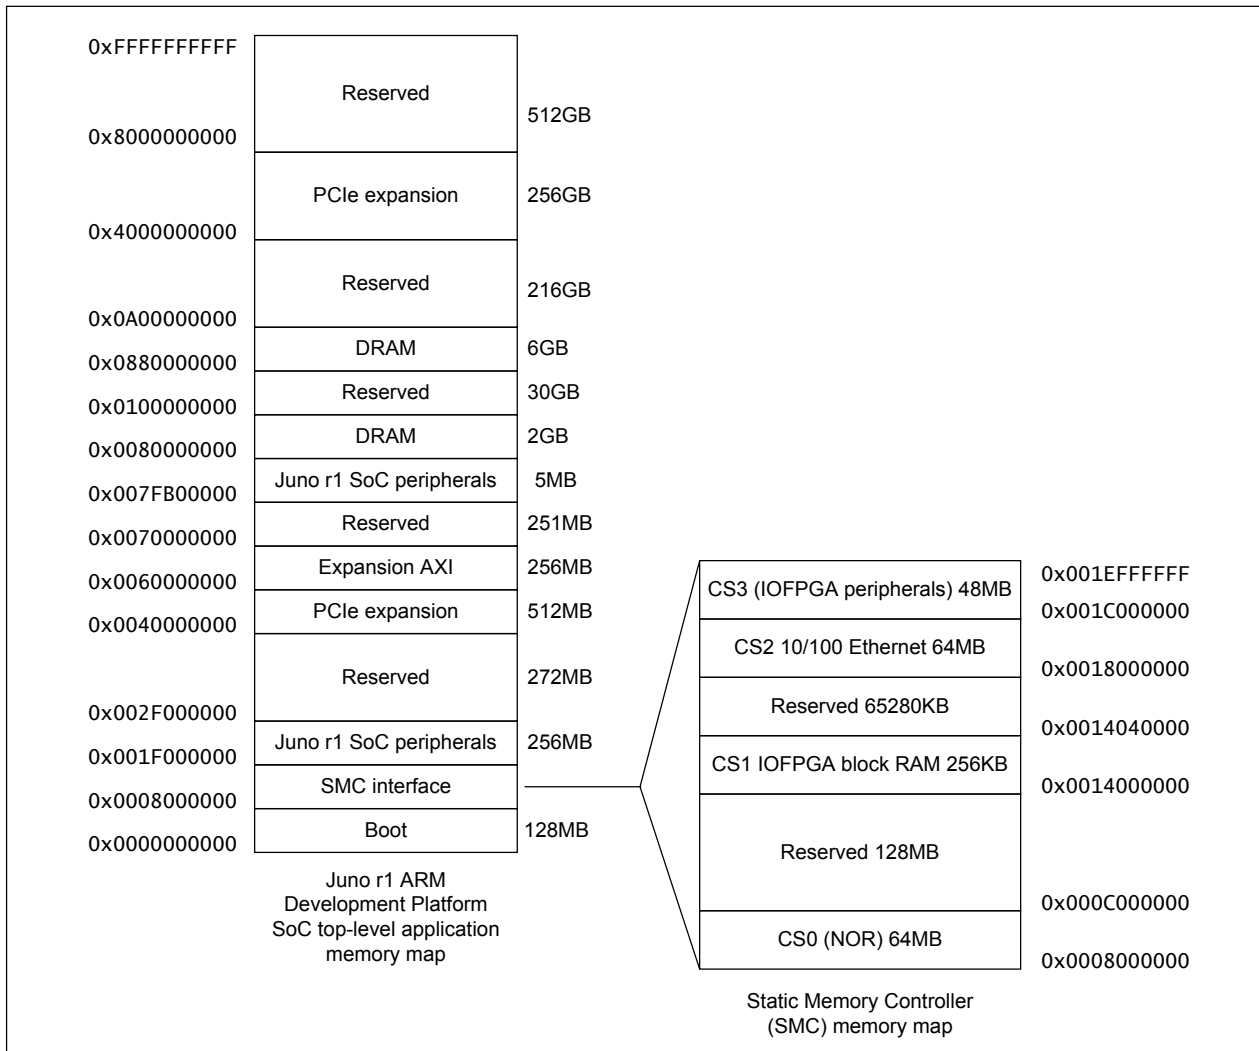 0xFFFFFFFFFF
Reserved
512GB
0x8000000000
PCIe expansion
256GB
0x4000000000
Reserved
216GB
0x0A00000000
DRAM
6GB
0x0880000000
Reserved
30GB
0x0100000000
DRAM
2GB
0x0080000000
Juno r1 SoC peripherals
5MB
0x007FB00000
Reserved
251MB
0x0070000000
Expansion AXI
256MB
0x0060000000
PCIe expansion
512MB
0x0040000000
Reserved
272MB
0x002F000000
Juno r1 SoC peripherals
256MB
0x001F000000
SMC interface
0x0008000000
Boot
128MB
0x0000000000
Juno r1 ARM
Development Platform
SoC top-level application
memory map
CS3 (IOFPGA peripherals) 48MB
0x001EFFFFFF
0x001C000000
CS2 10/100 Ethernet 64MB
0x0018000000
Reserved 65280KB
0x0014040000
CS1 IOFPGA block RAM 256KB
0x0014000000
Reserved 128MB
0x000C000000
CS0 (NOR) 64MB
0x0008000000
Static Memory Controller
(SMC) memory map